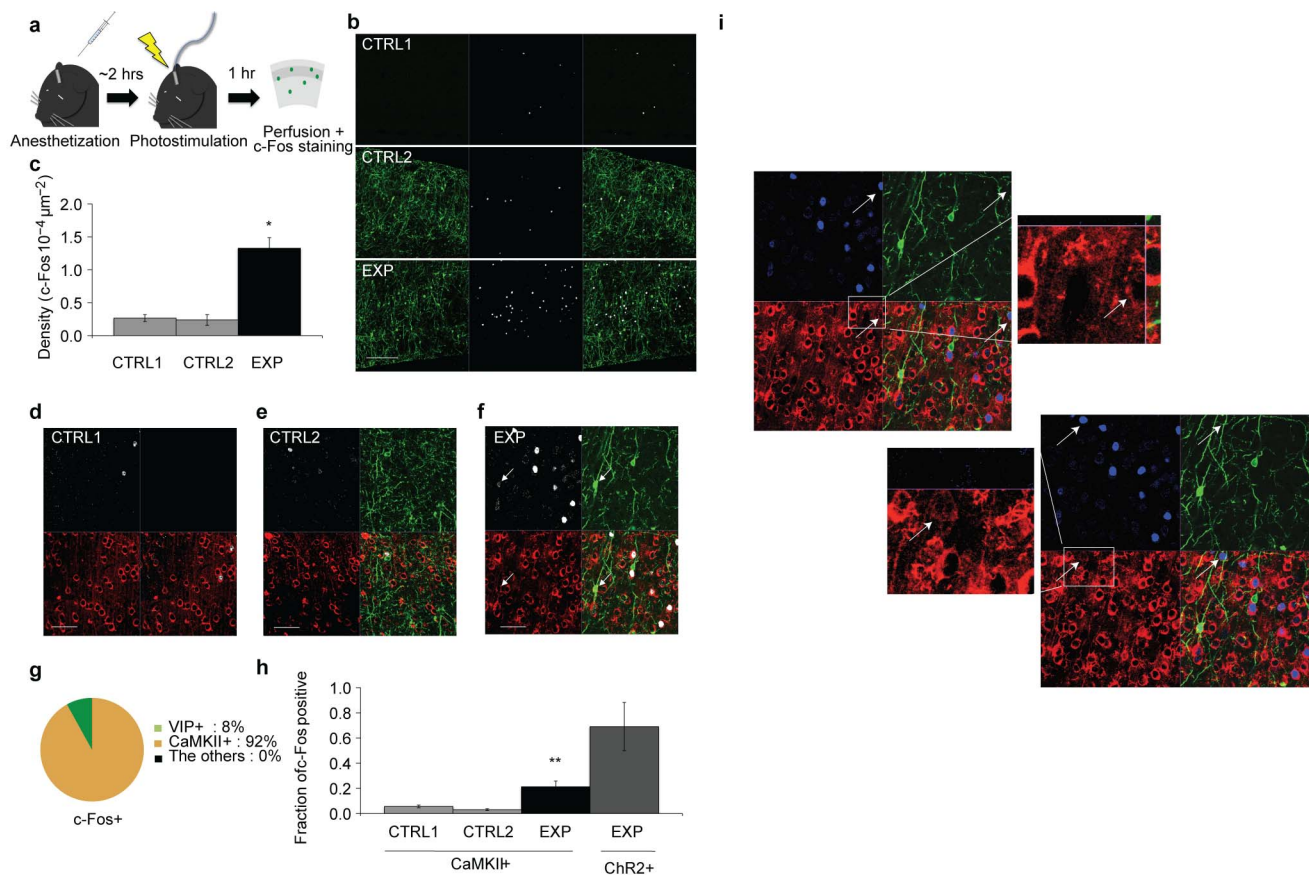 a
~2 hrs
1 hr
Anesthetization
Photostimulation
Perfusion +
c-Fos staining
b
CTRL1
CTRL2
EXP
c
Density (c-Fos 10⁻⁴ µm⁻²)
2.0
1.5
1.0
0.5
0.0
*
CTRL1 CTRL2 EXP
d
CTRL1
e
CTRL2
f
EXP
g
VIP+ : 8%
CaMKII+ : 92%
The others : 0%
c-Fos+
h
Fraction ofc-Fos positive
1.0
0.8
0.6
0.4
0.2
0.0
**
CTRL1 CTRL2 EXP EXP
CaMKII+ ChR2+
i